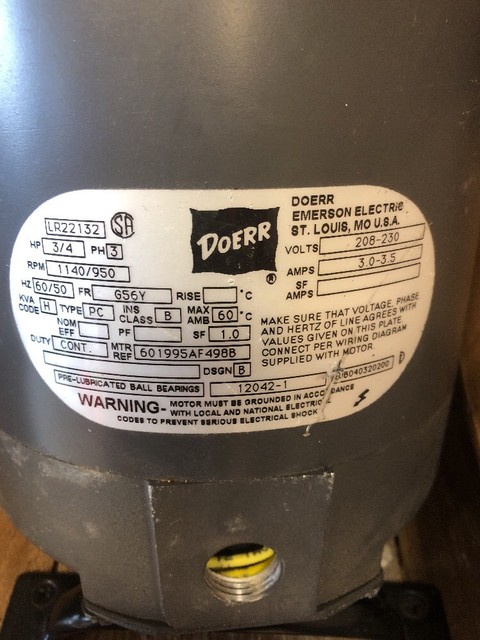 LR22132 SA
DOERR
EMERSON ELECTRIC
ST. LOUIS, MO U.S.A.
DOERR ®
HP 3/4 PH 3
VOLTS 208-230
RPM 1140/950
AMPS 3.0-3.5
HZ 60/50 FR G56Y RISE °C
SF AMPS
KVA CODE H TYPE PC INS CLASS B MAX AMB 60 °C
NOM EFF PF SF 1.0
DUTY CONT. MTR REF 601995AF498B
DSGN B
MAKE SURE THAT VOLTAGE, PHASE
AND HERTZ OF LINE AGREES WITH
VALUES GIVEN ON THIS PLATE.
CONNECT PER WIRING DIAGRAM
SUPPLIED WITH MOTOR.
PRE-LUBRICATED BALL BEARINGS 12042-1
WARNING- MOTOR MUST BE GROUNDED IN ACCORDANCE
WITH LOCAL AND NATIONAL ELECTRIC
CODES TO PREVENT SERIOUS ELECTRICAL SHOCK